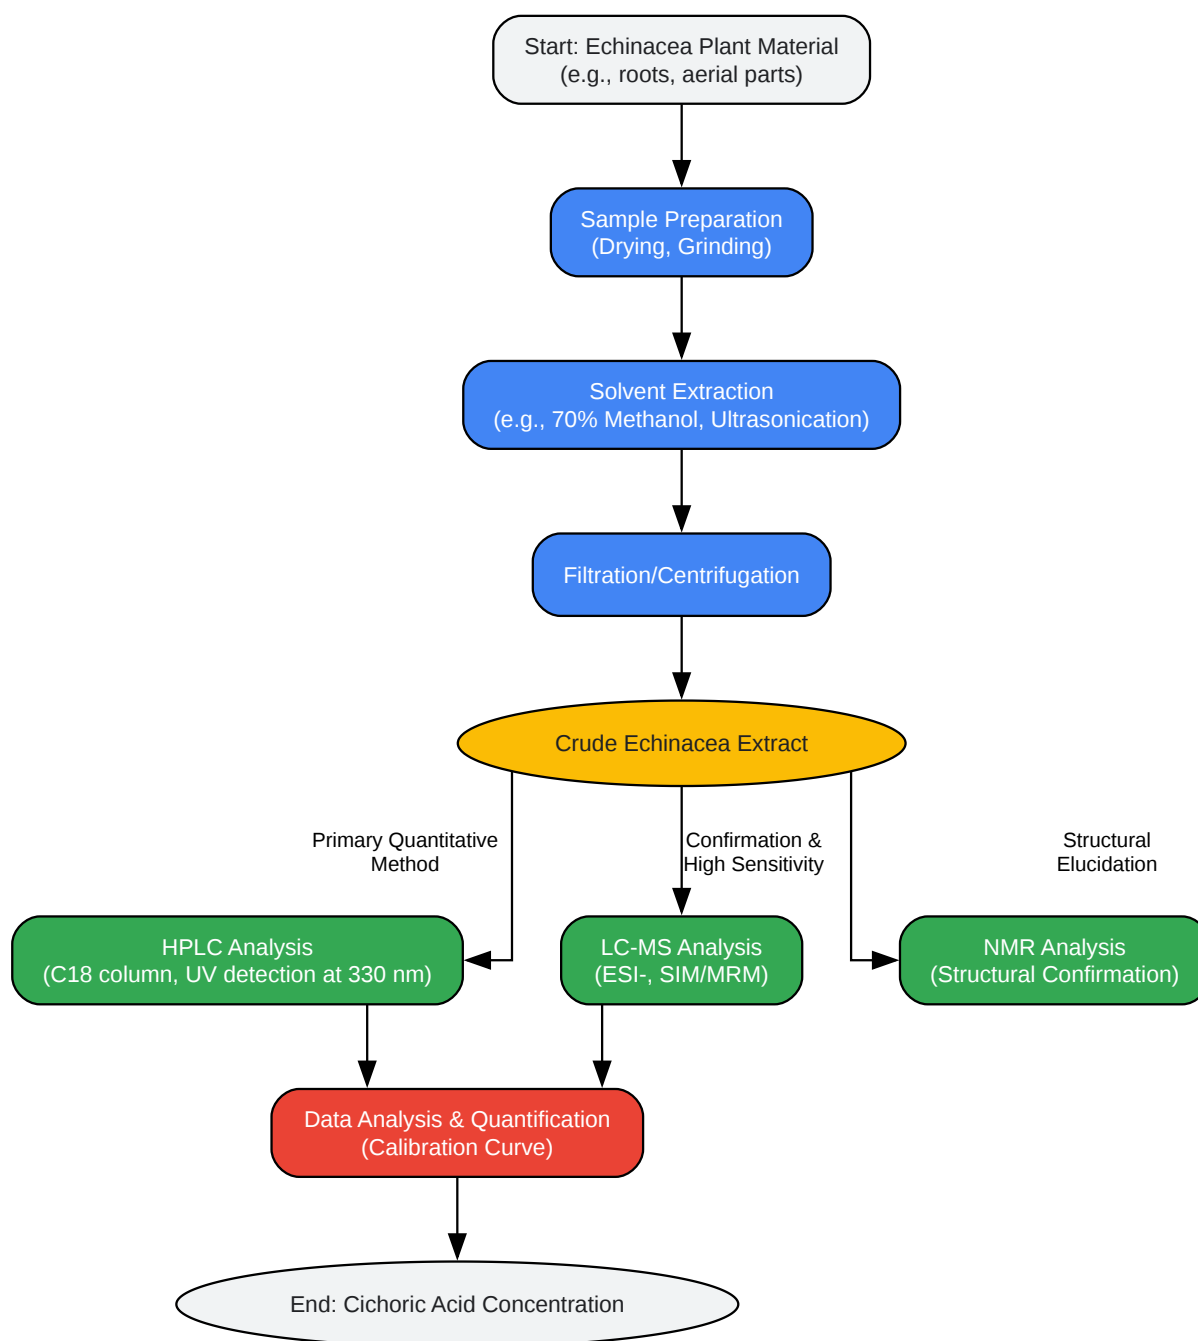 Start: Echinacea Plant Material
(e.g., roots, aerial parts)
Sample Preparation
(Drying, Grinding)
Solvent Extraction
(e.g., 70% Methanol, Ultrasonication)
Filtration/Centrifugation
Crude Echinacea Extract
Primary Quantitative
Method
Confirmation &
High Sensitivity
Structural
Elucidation
HPLC Analysis
(C18 column, UV detection at 330 nm)
LC-MS Analysis
(ESI-, SIM/MRM)
NMR Analysis
(Structural Confirmation)
Data Analysis & Quantification
(Calibration Curve)
End: Cichoric Acid Concentration